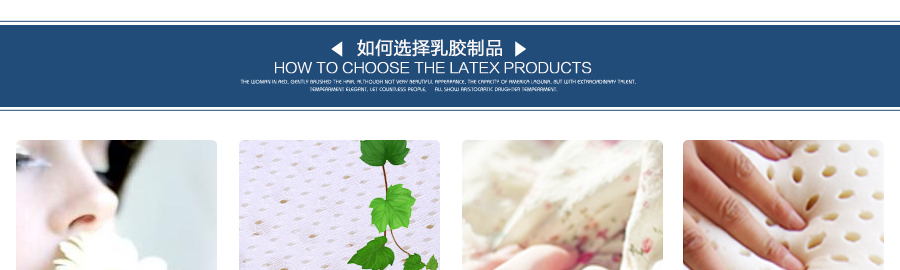 如何选择乳胶制品
HOW TO CHOOSE THE LATEX PRODUCTS
THE WOMAN IN RED, GENTLY BRUSHED THE HAIR, ALTHOUGH NOT VERY BEAUTIFUL APPEARANCE, THE CAPACITY OF AMERICA LAGUNA, BUT WITH EXTRAORDINARY TALENT,
TEMPERAMENT ELEGANT, LET COUNTLESS PEOPLE, ALL SHOW ARISTOCRATIC DAUGHTER TEMPERAMENT.